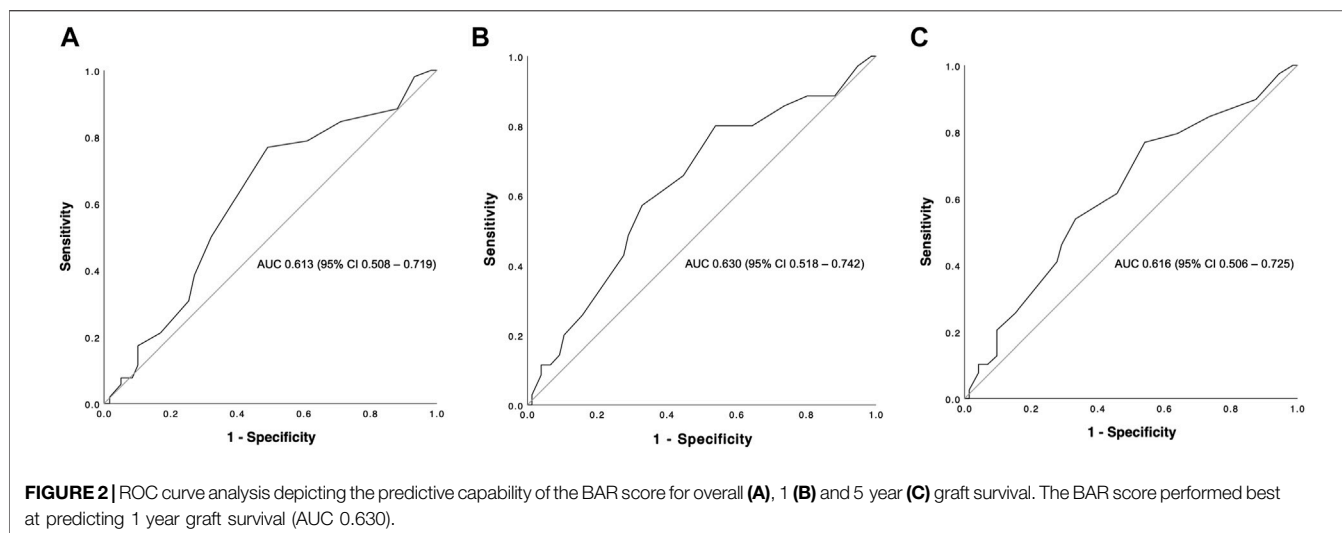 A
1.0
0.8
0.6
0.4
0.2
0.0
0.0 0.2 0.4 0.6 0.8 1.0
Sensitivity
1 - Specificity
AUC 0.613 (95% CI 0.508 – 0.719)
B
1.0
0.8
0.6
0.4
0.2
0.0
0.0 0.2 0.4 0.6 0.8 1.0
Sensitivity
1 - Specificity
AUC 0.630 (95% CI 0.518 – 0.742)
C
1.0
0.8
0.6
0.4
0.2
0.0
0.0 0.2 0.4 0.6 0.8 1.0
Sensitivity
1 - Specificity
AUC 0.616 (95% CI 0.506 – 0.725)
FIGURE 2 | ROC curve analysis depicting the predictive capability of the BAR score for overall (A), 1 (B) and 5 year (C) graft survival. The BAR score performed best
at predicting 1 year graft survival (AUC 0.630).